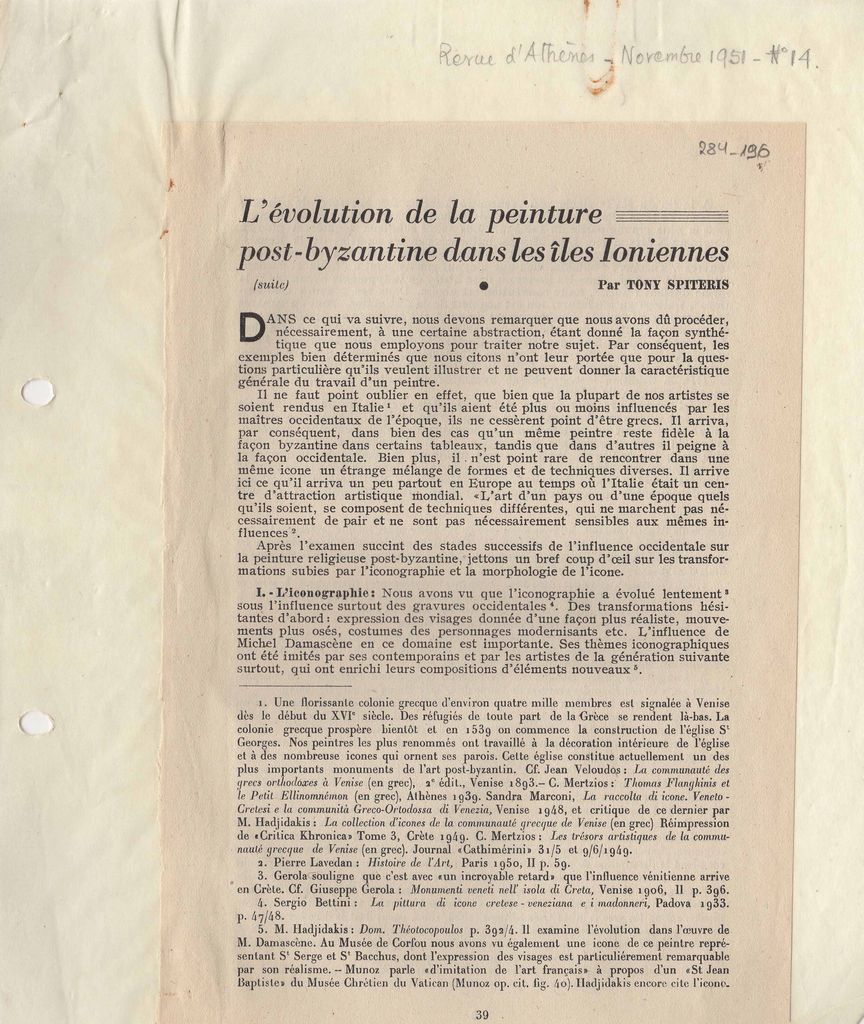 Revue d'Athènes - Novembre 1951 - N° 14.
284-196
L'évolution de la peinture
post-byzantine dans les îles Ioniennes
(suite) • Par TONY SPITERIS
DANS ce qui va suivre, nous devons remarquer que nous avons dû procéder,
nécessairement, à une certaine abstraction, étant donné la façon synthé-
tique que nous employons pour traiter notre sujet. Par conséquent, les
exemples bien déterminés que nous citons n'ont leur portée que pour la ques-
tions particulière qu'ils veulent illustrer et ne peuvent donner la caractéristique
générale du travail d'un peintre.
Il ne faut point oublier en effet, que bien que la plupart de nos artistes se
soient rendus en Italie ¹ et qu'ils aient été plus ou moins influencés par les
maîtres occidentaux de l'époque, ils ne cessèrent point d'être grecs. Il arriva,
par conséquent, dans bien des cas qu'un même peintre reste fidèle à la
façon byzantine dans certains tableaux, tandis que dans d'autres il peigne à
la façon occidentale. Bien plus, il n'est point rare de rencontrer dans une
même icone un étrange mélange de formes et de techniques diverses. Il arrive
ici ce qu'il arriva un peu partout en Europe au temps où l'Italie était un cen-
tre d'attraction artistique mondial. «L'art d'un pays ou d'une époque quels
qu'ils soient, se composent de techniques différentes, qui ne marchent pas né-
cessairement de pair et ne sont pas nécessairement sensibles aux mêmes in-
fluences ².
Après l'examen succint des stades successifs de l'influence occidentale sur
la peinture religieuse post-byzantine, jettons un bref coup d'œil sur les transfor-
mations subies par l'iconographie et la morphologie de l'icone.
I. - L'iconographie: Nous avons vu que l'iconographie a évolué lentement ³
sous l'influence surtout des gravures occidentales ⁴. Des transformations hési-
tantes d'abord : expression des visages donnée d'une façon plus réaliste, mouve-
ments plus osés, costumes des personnages modernisants etc. L'influence de
Michel Damascène en ce domaine est importante. Ses thèmes iconographiques
ont été imités par ses contemporains et par les artistes de la génération suivante
surtout, qui ont enrichi leurs compositions d'éléments nouveaux ⁵.
1. Une florissante colonie grecque d'environ quatre mille membres est signalée à Venise
dès le début du XVIᵉ siècle. Des réfugiés de toute part de la Grèce se rendent là-bas. La
colonie grecque prospère bientôt et en 1539 on commence la construction de l'église Sᵗ
Georges. Nos peintres les plus renommés ont travaillé à la décoration intérieure de l'église
et à des nombreuse icones qui ornent ses parois. Cette église constitue actuellement un des
plus importants monuments de l'art post-byzantin. Cf. Jean Veloudos : La communauté des
grecs orthodoxes à Venise (en grec), 2ᵉ édit., Venise 1893.— C. Mertzios : Thomas Flanghinis et
le Petit Ellinomnémon (en grec), Athènes 1939. Sandra Marconi, La raccolta di icone. Veneto-
Cretesi e la communità Greco-Ortodossa di Venezia, Venise 1948, et critique de ce dernier par
M. Hadjidakis : La collection d'icones de la communauté grecque de Venise (en grec) Réimpression
de «Critica Khronica» Tome 3, Crète 1949. C. Mertzios : Les trésors artistiques de la commu-
nauté grecque de Venise (en grec). Journal «Cathimérini» 31/5 et 9/6/1949.
2. Pierre Lavedan : Histoire de l'Art, Paris 1950, II p. 59.
3. Gerola souligne que c'est avec «un incroyable retard» que l'influence vénitienne arrive
en Crète. Cf. Giuseppe Gerola : Monumenti veneti nell' isola di Creta, Venise 1906, II p. 396.
4. Sergio Bettini : La pittura di icone cretese-veneziana e i madonneri, Padova 1933.
p. 47/48.
5. M. Hadjidakis : Dom. Théotocopoulos p. 392/4. Il examine l'évolution dans l'œuvre de
M. Damascène. Au Musée de Corfou nous avons vu également une icone de ce peintre repré-
sentant Sᵗ Serge et Sᵗ Bacchus, dont l'expression des visages est particulièrement remarquable
par son réalisme. — Munoz parle «d'imitation de l'art français» à propos d'un «St Jean
Baptiste» du Musée Chrétien du Vatican (Munoz op. cit. fig. 40). Hadjidakis encore cite l'icone
39